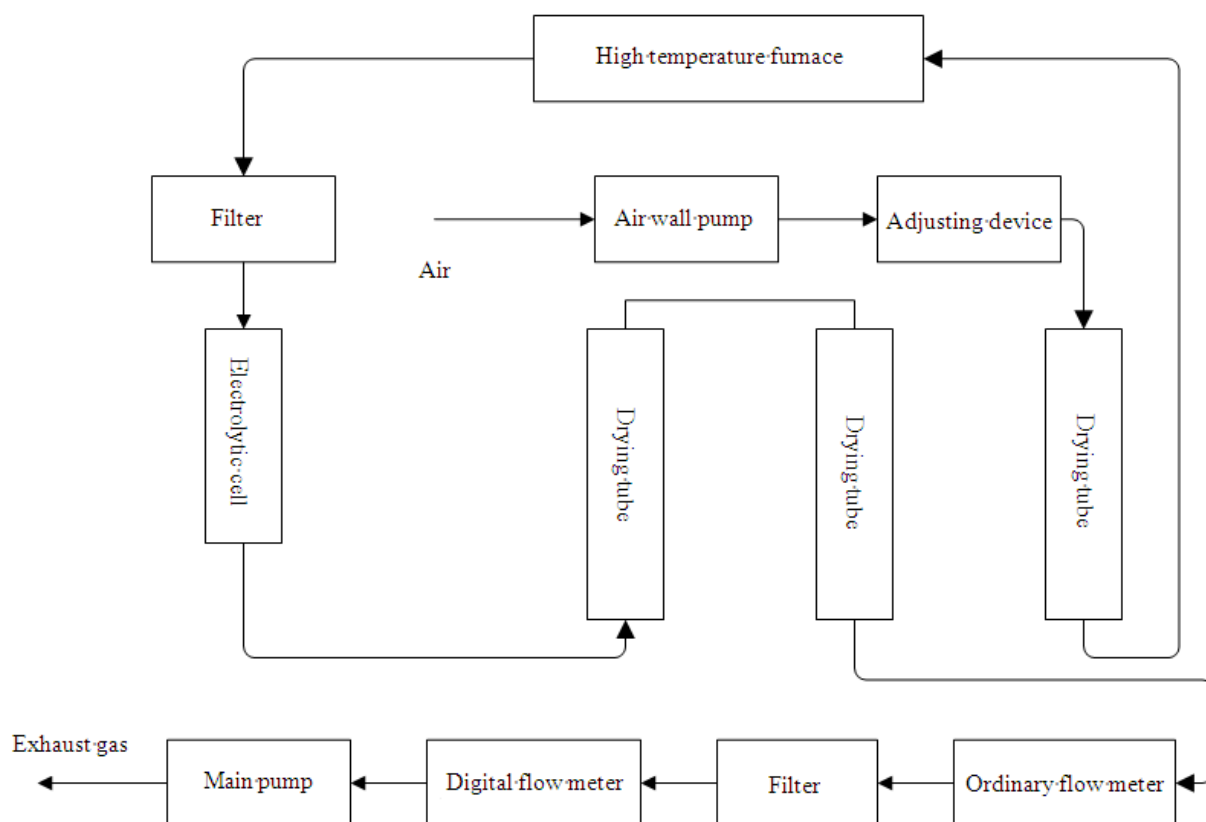 High temperature furnace
Filter
Air wall pump
Adjusting device
Air
Electrolytic cell
Drying tube
Drying tube
Drying tube
Exhaust gas
Main pump
Digital flow meter
Filter
Ordinary flow meter